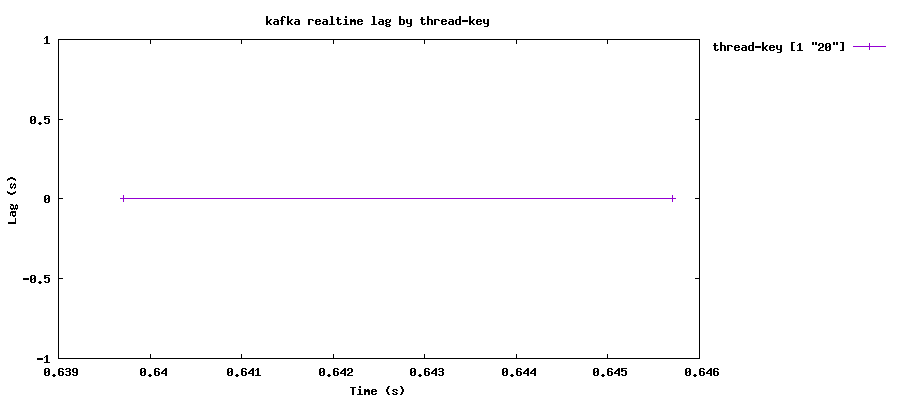 kafka realtime lag by thread-key
thread-key [1 "20"]
1
0.5
0
-0.5
-1
Lag (s)
0.639 0.64 0.641 0.642 0.643 0.644 0.645 0.646
Time (s)